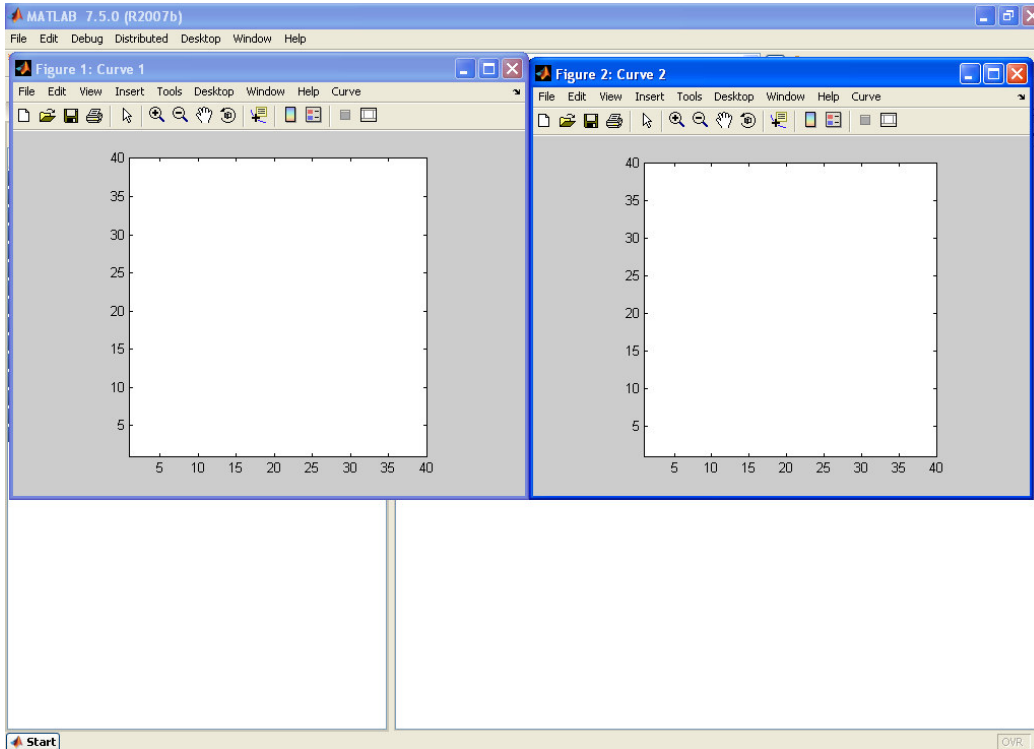 MATLAB 7.5.0 (R2007b)
File Edit Debug Distributed Desktop Window Help
Figure 1: Curve 1
File Edit View Insert Tools Desktop Window Help Curve
40
35
30
25
20
15
10
5
5 10 15 20 25 30 35 40
Figure 2: Curve 2
File Edit View Insert Tools Desktop Window Help Curve
40
35
30
25
20
15
10
5
5 10 15 20 25 30 35 40
Start
OVR